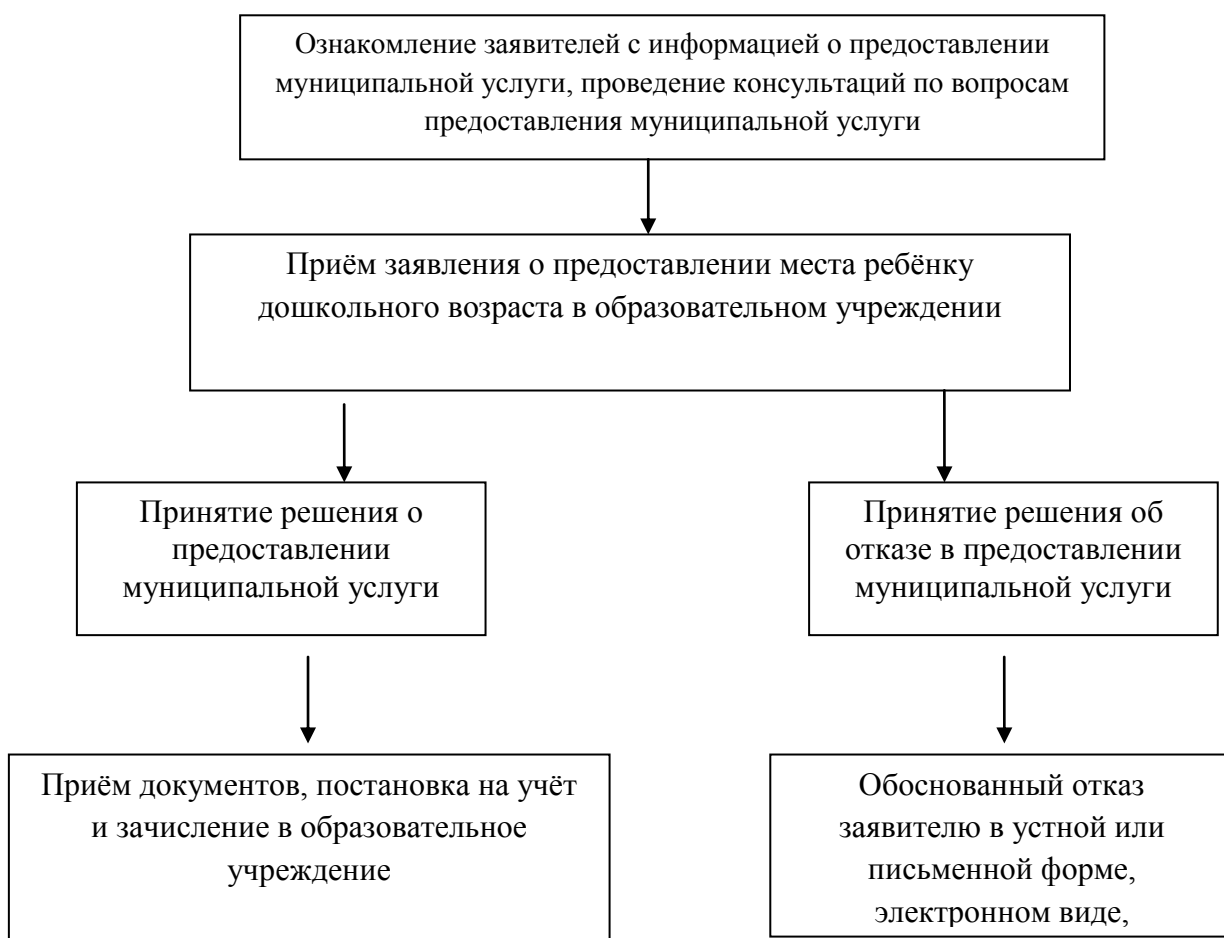 Ознакомление заявителей с информацией о предоставлении
муниципальной услуги, проведение консультаций по вопросам
предоставления муниципальной услуги
Приём заявления о предоставлении места ребёнку
дошкольного возраста в образовательном учреждении
Принятие решения о
предоставлении
муниципальной услуги
Принятие решения об
отказе в предоставлении
муниципальной услуги
Приём документов, постановка на учёт
и зачисление в образовательное
учреждение
Обоснованный отказ
заявителю в устной или
письменной форме,
электронном виде,